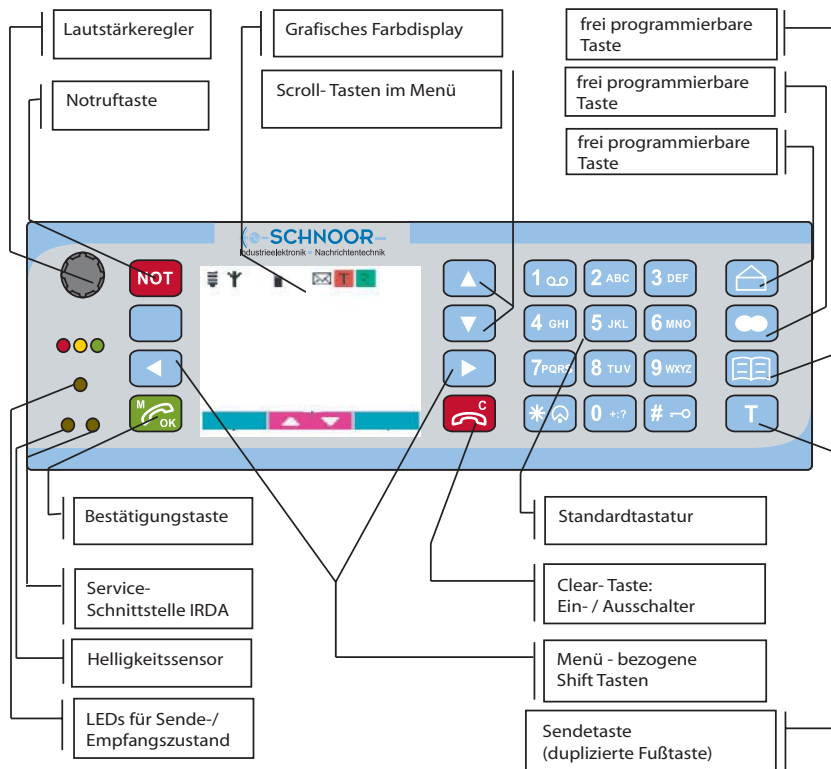 Lautstärkeregler
Grafisches Farbdisplay
frei programmierbare
Taste
Notruftaste
Scroll- Tasten im Menü
frei programmierbare
Taste
frei programmierbare
Taste
SCHNOOR
Industrieelektronik - Nachrichtentechnik
NOT
T R
1
2 ABC
3 DEF
4 GHI
5 JKL
6 MNO
7PQRS
8 TUV
9 WXYZ
M
OK
C
*
0 +:?
#
T
Bestätigungstaste
Standardtastatur
Service-
Schnittstelle IRDA
Clear- Taste:
Ein- / Ausschalter
Helligkeitssensor
Menü - bezogene
Shift Tasten
LEDs für Sende-/
Empfangszustand
Sendetaste
(duplizierte Fußtaste)